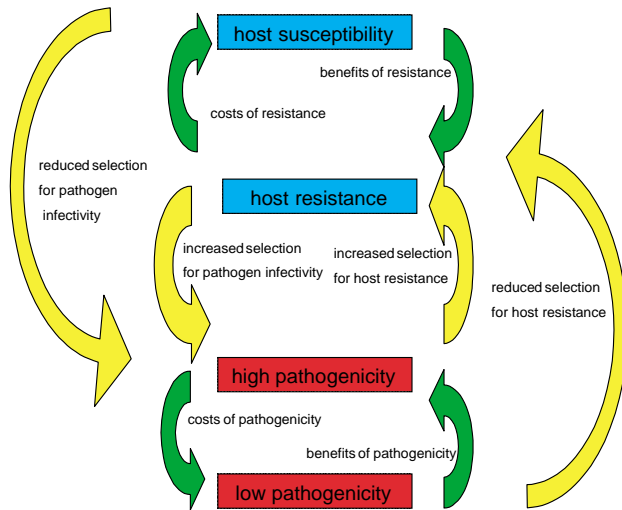 host susceptibility
benefits of resistance
costs of resistance
reduced selection
for pathogen
infectivity
host resistance
increased selection
for pathogen infectivity
increased selection
for host resistance
reduced selection
for host resistance
high pathogenicity
costs of pathogenicity
benefits of pathogenicity
low pathogenicity